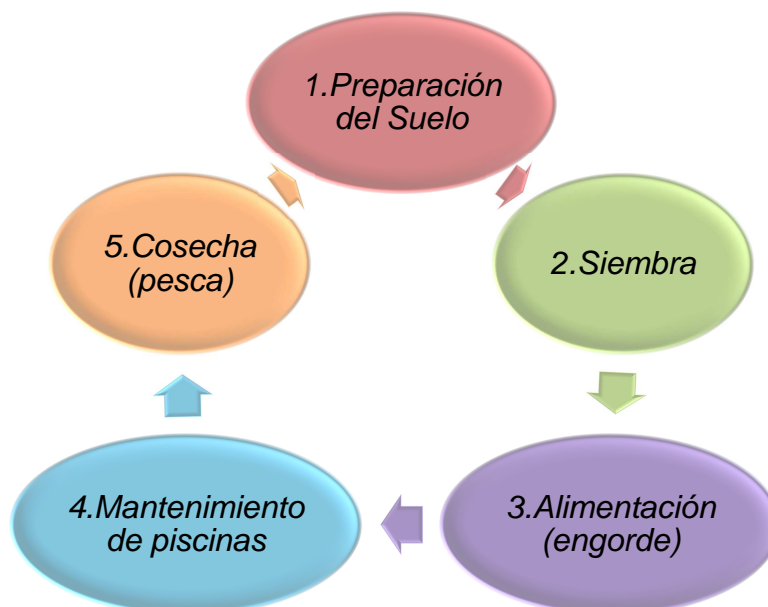 1.Preparación
del Suelo
2.Siembra
3.Alimentación
(engorde)
4.Mantenimiento
de piscinas
5.Cosecha
(pesca)